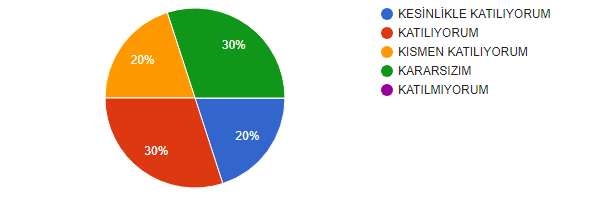 30%
20%
30%
20%
KESİNLİKLE KATILIYORUM
KATILIYORUM
KISMEN KATILIYORUM
KARARSIZIM
KATILMIYORUM